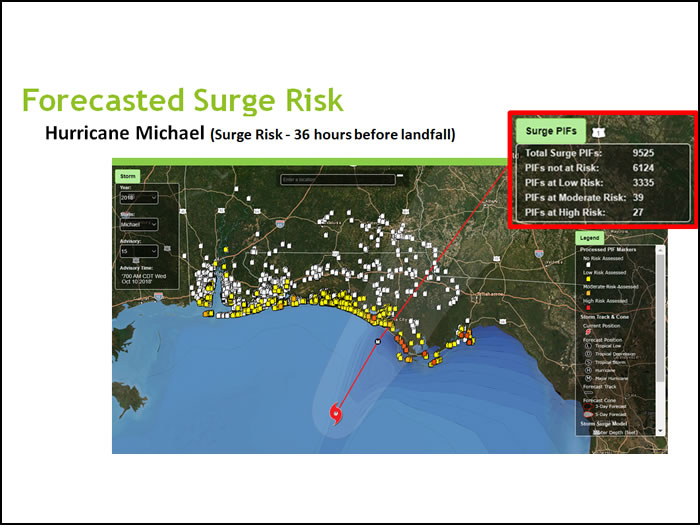 Forecasted Surge Risk
Hurricane Michael (Surge Risk - 36 hours before landfall)
Surge PIFs
Total Surge PIFs: 9525
PIFs not at Risk: 6124
PIFs at Low Risk: 3335
PIFs at Moderate Risk: 39
PIFs at High Risk: 27
Storm
Year:
2018
Storm:
Michael
Advisory:
15
Advisory Time:
'700 AM CDT Wed
Oct 10 2018'
Enter a location
Legend
Processed PIF Markers
No Risk Assessed
Low Risk Assessed
Moderate Risk Assessed
High Risk Assessed
Storm Track & Cone
Current Position
Forecast Position
Tropical Low
Tropical Depression
Tropical Storm
Hurricane
Major Hurricane
Forecast Track
Forecast Cone
3-Day Forecast
5-Day Forecast
Storm Surge Model
Water Depth (feet)